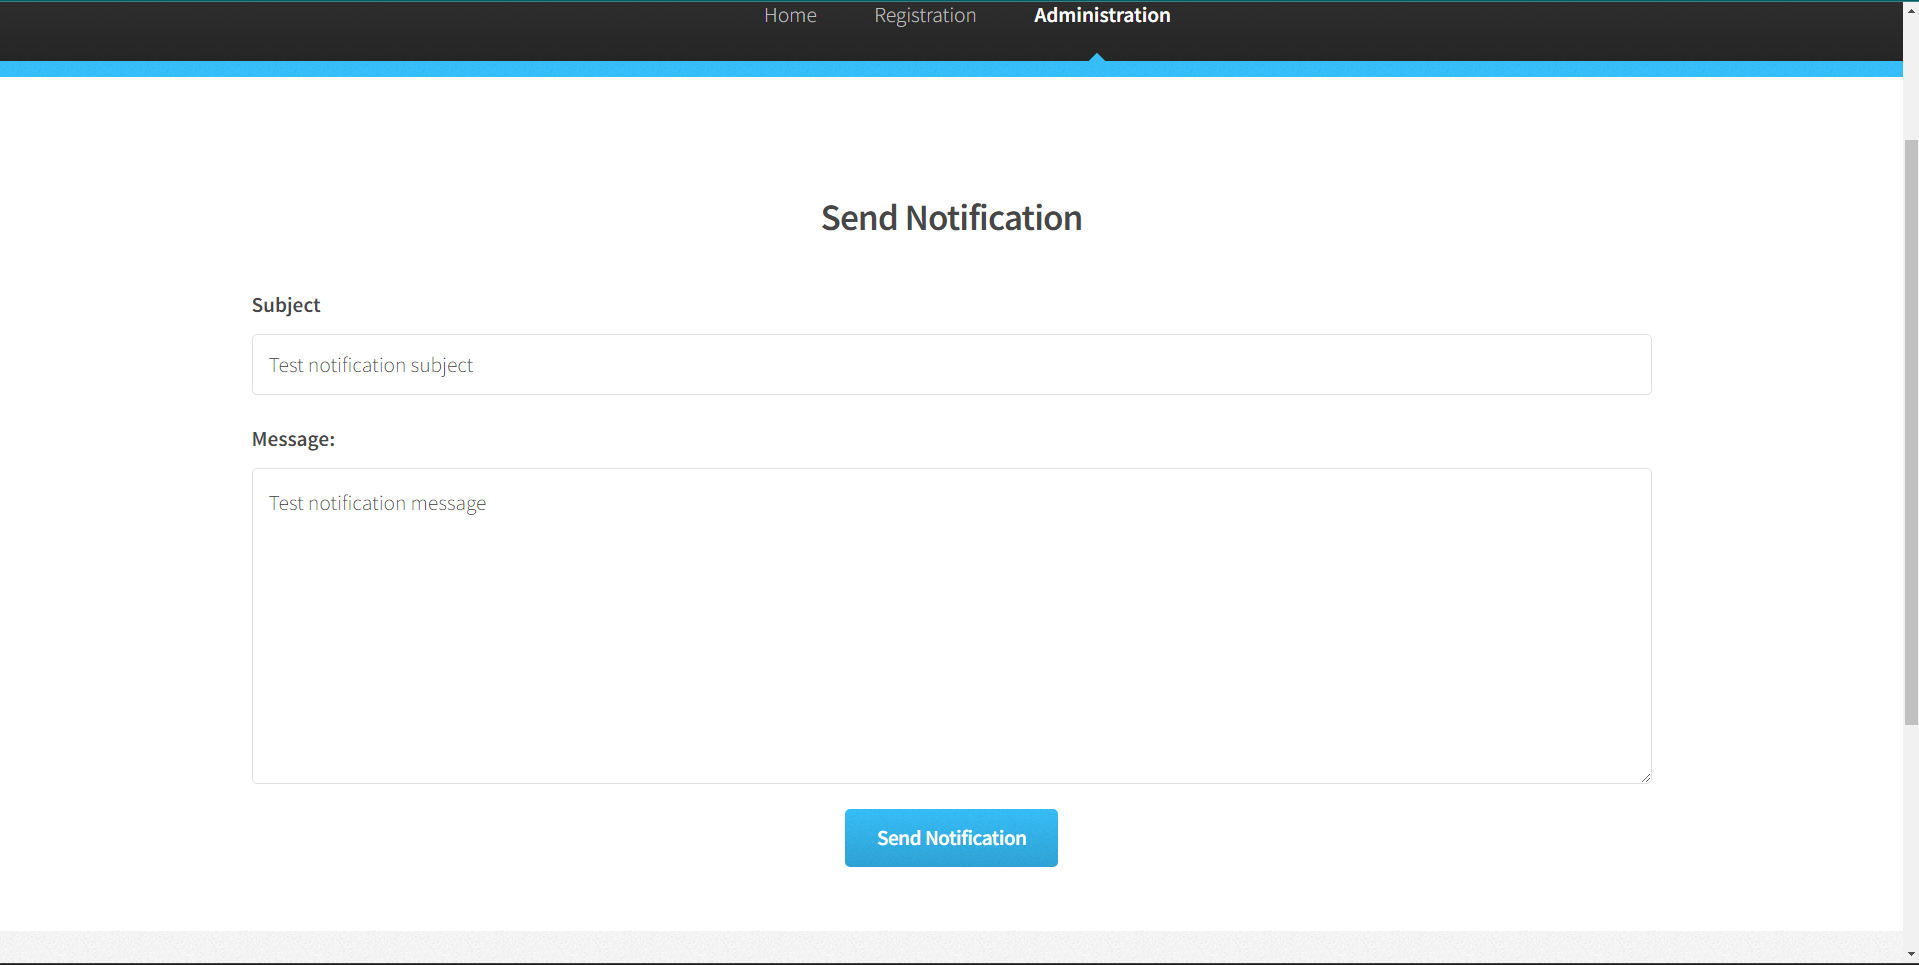 Home Registration Administration
Send Notification
Subject
Test notification subject
Message:
Test notification message
Send Notification